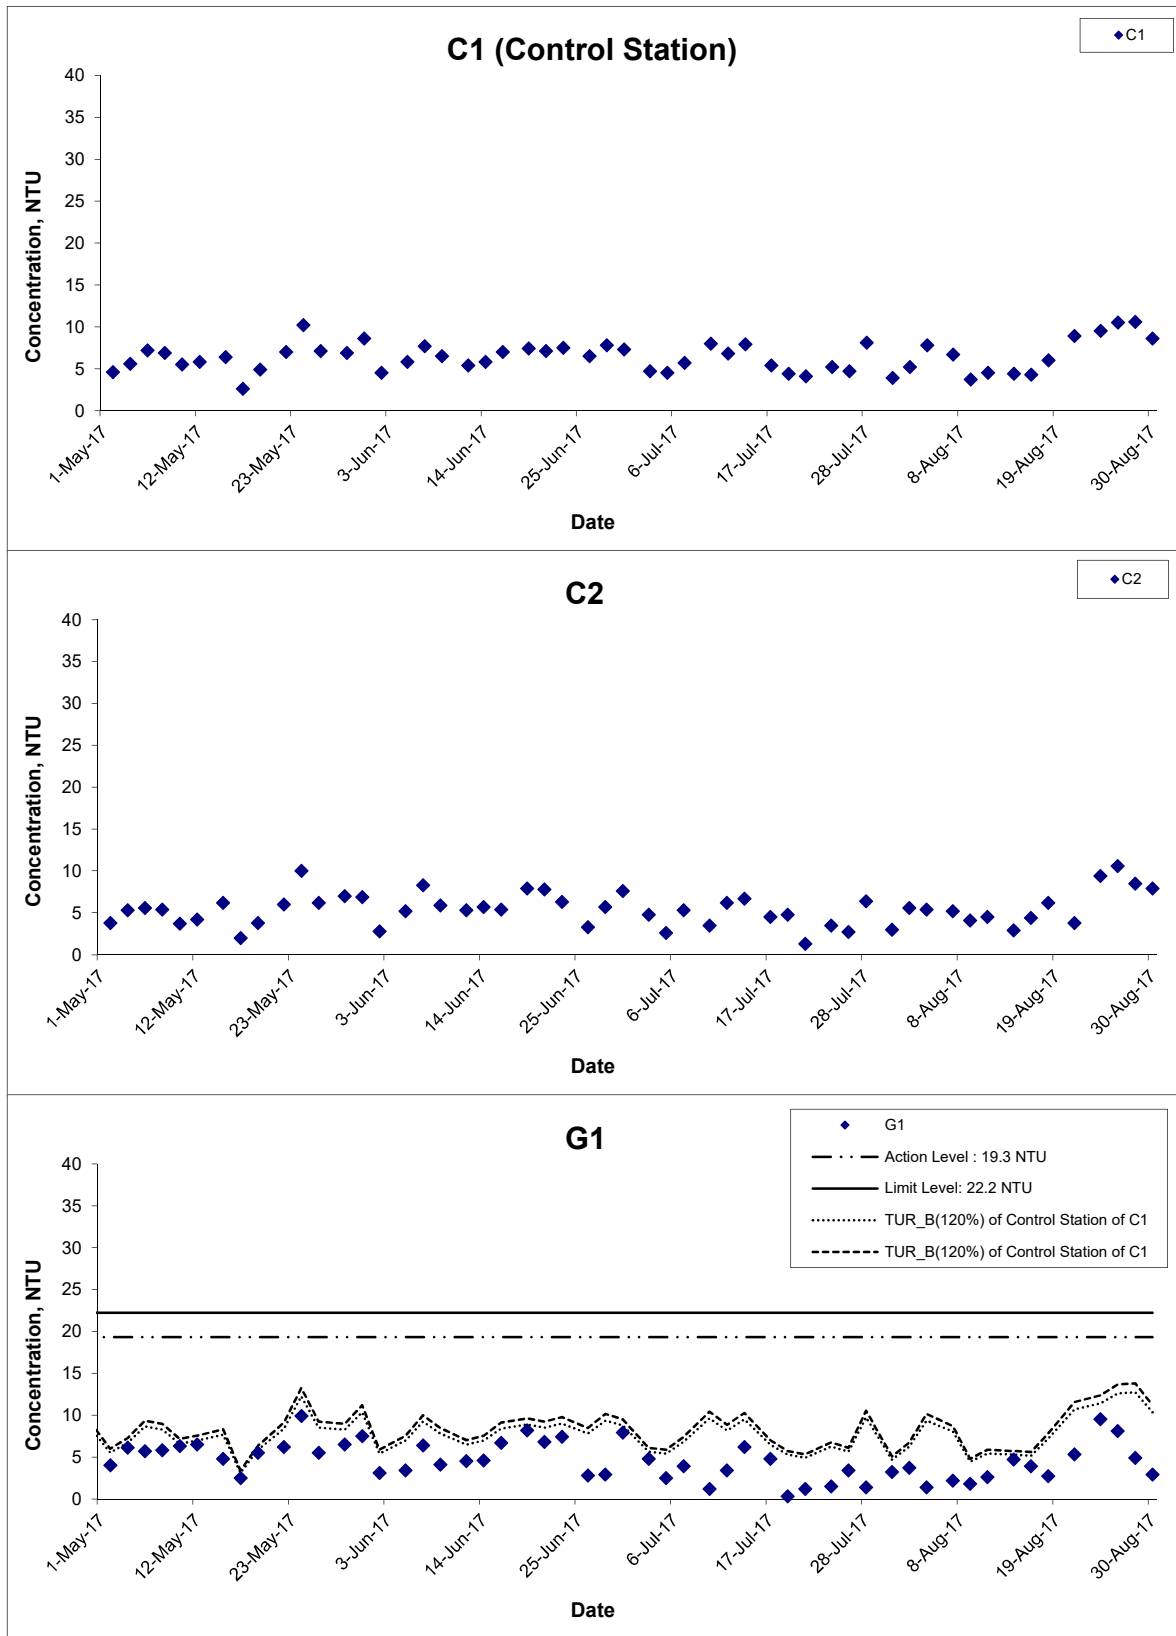 C1 (Control Station)
C1
40
35
30
25
20
15
10
5
0
Concentration, NTU
1-May-17
12-May-17
23-May-17
3-Jun-17
14-Jun-17
25-Jun-17
6-Jul-17
17-Jul-17
28-Jul-17
8-Aug-17
19-Aug-17
30-Aug-17
Date
C2
C2
40
35
30
25
20
15
10
5
0
Concentration, NTU
1-May-17
12-May-17
23-May-17
3-Jun-17
14-Jun-17
25-Jun-17
6-Jul-17
17-Jul-17
28-Jul-17
8-Aug-17
19-Aug-17
30-Aug-17
Date
G1
G1
Action Level : 19.3 NTU
Limit Level: 22.2 NTU
TUR_B(120%) of Control Station of C1
TUR_B(120%) of Control Station of C1
40
35
30
25
20
15
10
5
0
Concentration, NTU
1-May-17
12-May-17
23-May-17
3-Jun-17
14-Jun-17
25-Jun-17
6-Jul-17
17-Jul-17
28-Jul-17
8-Aug-17
19-Aug-17
30-Aug-17
Date